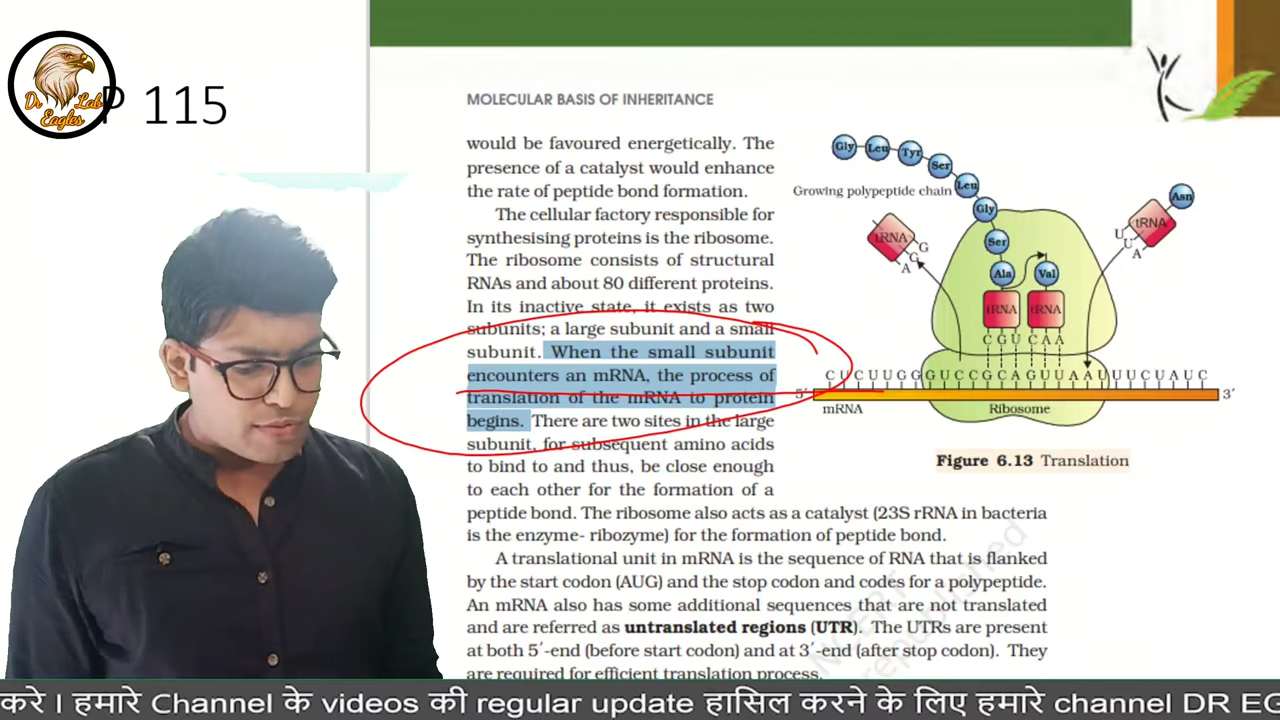 Dr Lab
Eagles
P 115
MOLECULAR BASIS OF INHERITANCE
would be favoured energetically. The
presence of a catalyst would enhance
the rate of peptide bond formation.
The cellular factory responsible for
synthesising proteins is the ribosome.
The ribosome consists of structural
RNAs and about 80 different proteins.
In its inactive state, it exists as two
subunits; a large subunit and a small
subunit. When the small subunit
encounters an mRNA, the process of
translation of the mRNA to protein
begins. There are two sites in the large
subunit, for subsequent amino acids
to bind to and thus, be close enough
to each other for the formation of a
peptide bond. The ribosome also acts as a catalyst (23S rRNA in bacteria
is the enzyme- ribozyme) for the formation of peptide bond.
A translational unit in mRNA is the sequence of RNA that is flanked
by the start codon (AUG) and the stop codon and codes for a polypeptide.
An mRNA also has some additional sequences that are not translated
and are referred as untranslated regions (UTR). The UTRs are present
at both 5′-end (before start codon) and at 3′-end (after stop codon). They
are required for efficient translation process.
Gly Leu Tyr Ser Leu Gly Ser Ala Val
Growing polypeptide chain
Asn
tRNA
A G G
tRNA
U U A
tRNA tRNA
C G U C A A
C U C U U G G G U C C G C A G U U A A U U U C U A U C
5′ 3′
mRNA
Ribosome
Figure 6.13 Translation
republished
करे । हमारे Channel के videos की regular update हासिल करने के लिए हमारे channel DR EG